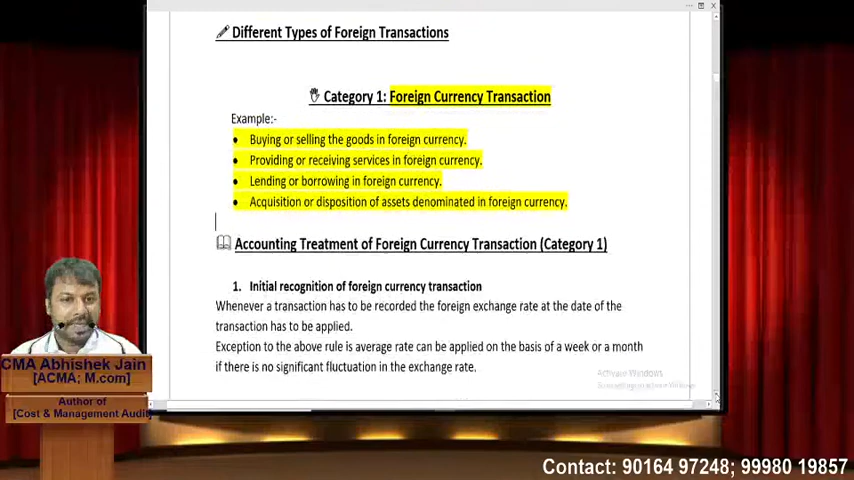 Different Types of Foreign Transactions
Category 1: Foreign Currency Transaction
Example:-
• Buying or selling the goods in foreign currency.
• Providing or receiving services in foreign currency.
• Lending or borrowing in foreign currency.
• Acquisition or disposition of assets denominated in foreign currency.
Accounting Treatment of Foreign Currency Transaction (Category 1)
1. Initial recognition of foreign currency transaction
Whenever a transaction has to be recorded the foreign exchange rate at the date of the
transaction has to be applied.
Exception to the above rule is average rate can be applied on the basis of a week or a month
if there is no significant fluctuation in the exchange rate.
Activate Windows
CMA Abhishek Jain
[ACMA; M.com]
Author of
[Cost & Management Audit]
Contact: 90164 97248; 99980 19857